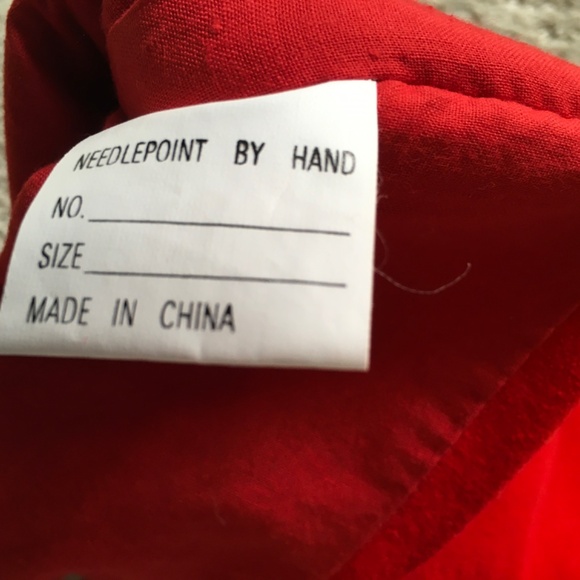 NEEDLEPOINT BY HAND
NO.
SIZE
MADE IN CHINA